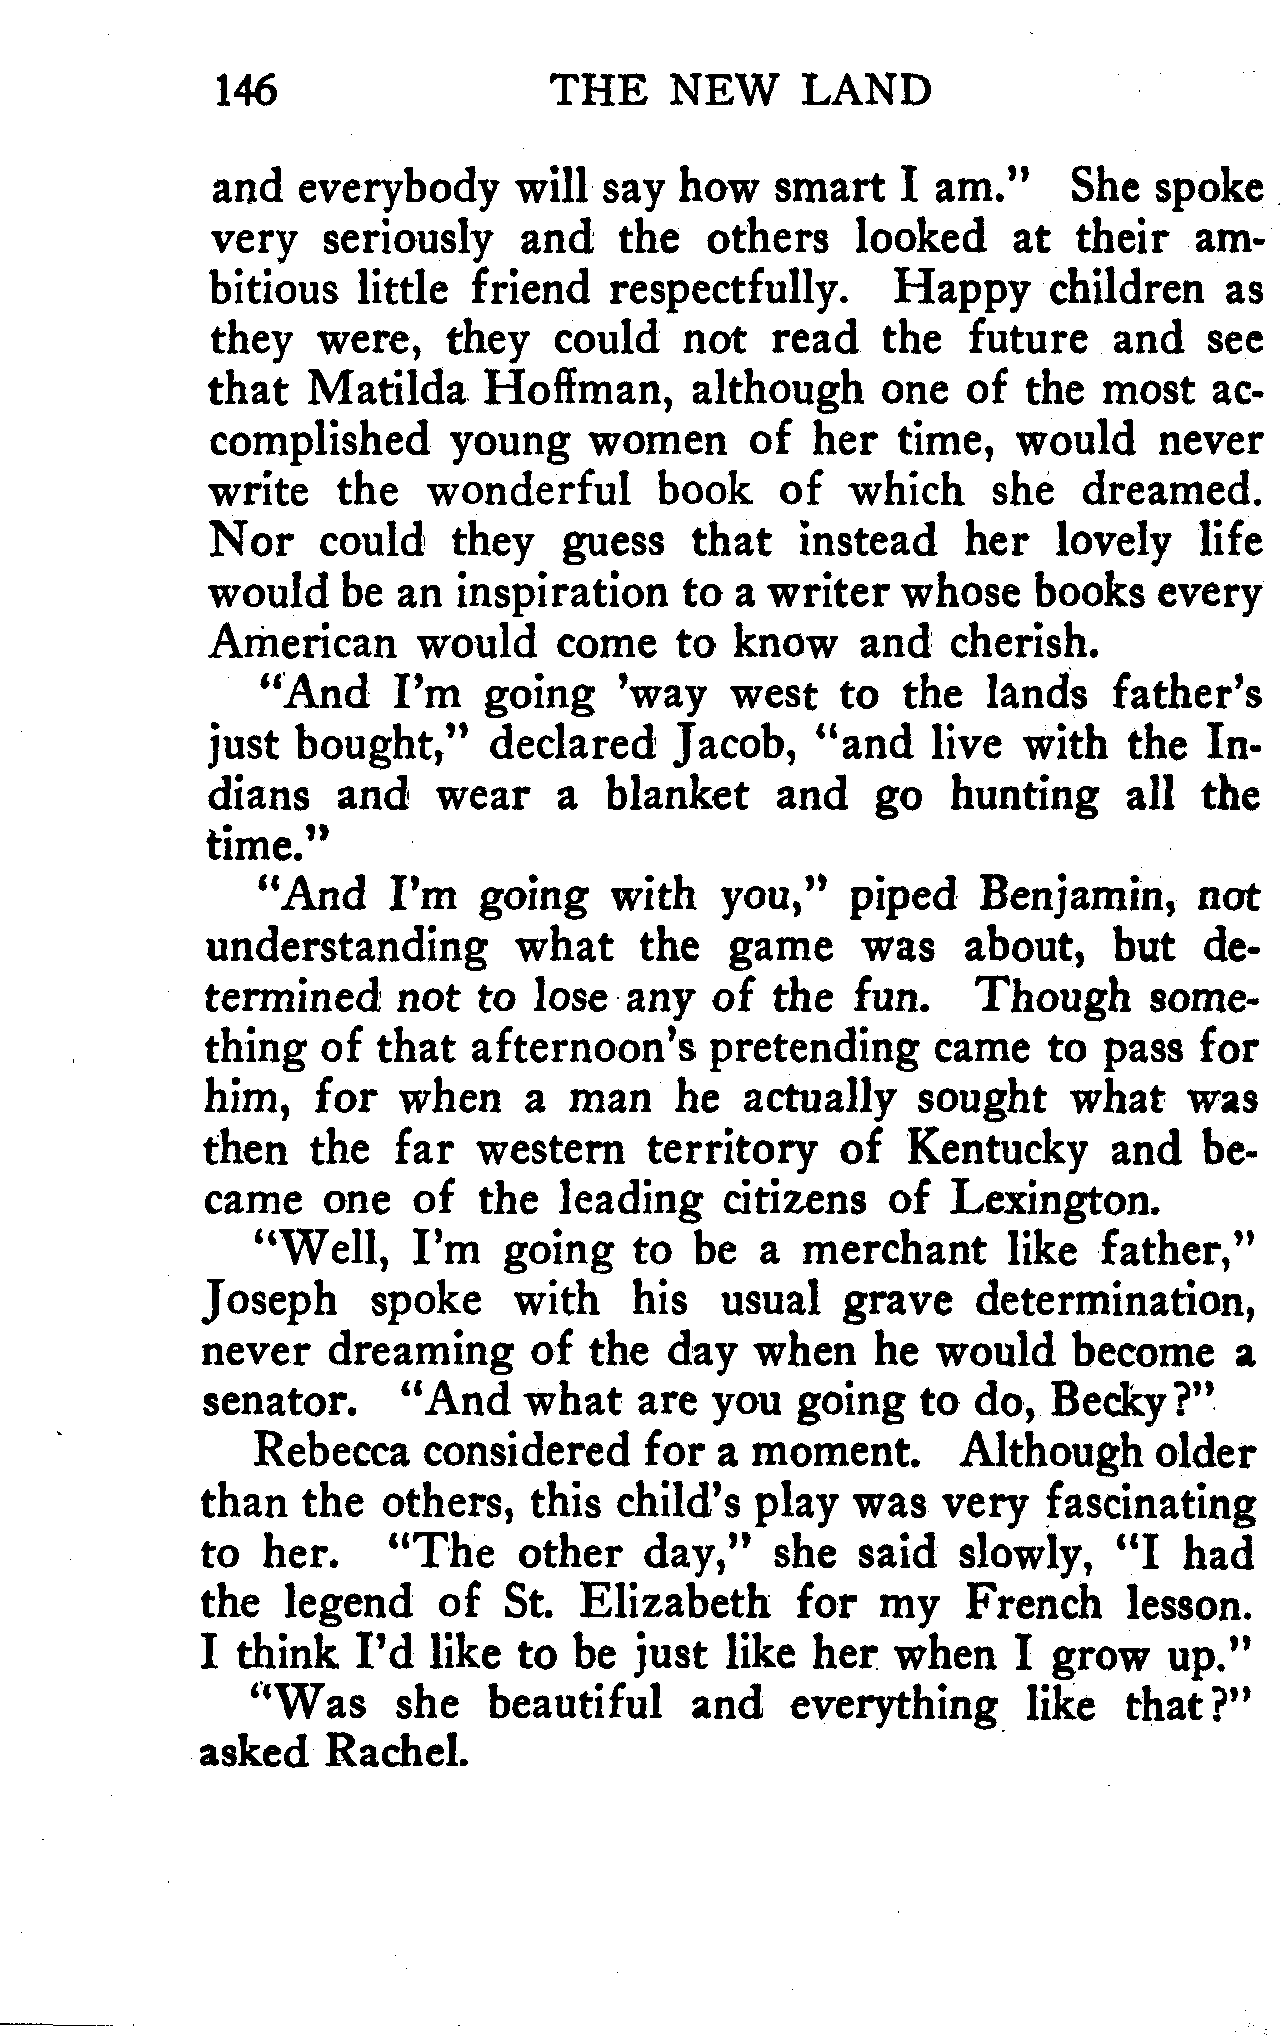 146 THE NEW LAND
and everybody will say how smart I am." She spoke
very seriously and the others looked at their am-
bitious little friend respectfully. Happy children as
they were, they could not read the future and see
that Matilda Hoffman, although one of the most ac-
complished young women of her time, would never
write the wonderful book of which she dreamed.
Nor could they guess that instead her lovely life
would be an inspiration to a writer whose books every
American would come to know and cherish.
"And I'm going 'way west to the lands father's
just bought," declared Jacob, "and live with the In-
dians and wear a blanket and go hunting all the
time."
"And I'm going with you," piped Benjamin, not
understanding what the game was about, but de-
termined not to lose any of the fun. Though some-
thing of that afternoon's pretending came to pass for
him, for when a man he actually sought what was
then the far western territory of Kentucky and be-
came one of the leading citizens of Lexington.
"Well, I'm going to be a merchant like father,"
Joseph spoke with his usual grave determination,
never dreaming of the day when he would become a
senator. "And what are you going to do, Becky?"
Rebecca considered for a moment. Although older
than the others, this child's play was very fascinating
to her. "The other day," she said slowly, "I had
the legend of St. Elizabeth for my French lesson.
I think I'd like to be just like her when I grow up."
"Was she beautiful and everything like that?"
asked Rachel.